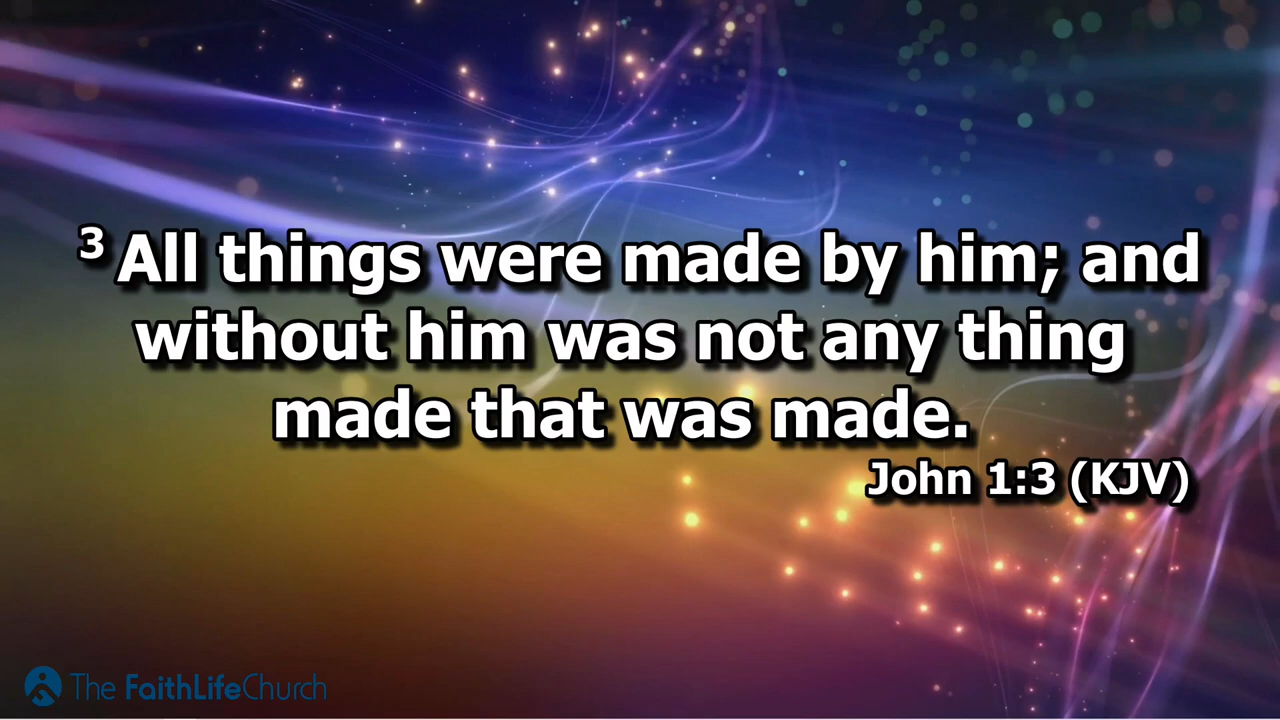 3 All things were made by him; and
without him was not any thing
made that was made.
John 1:3 (KJV)
The FaithLifeChurch